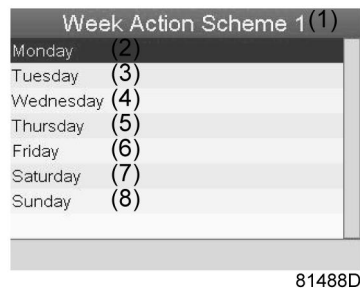 Week Action Scheme 1 (1)
Monday (2)
Tuesday (3)
Wednesday (4)
Thursday (5)
Friday (6)
Saturday (7)
Sunday (8)
81488D